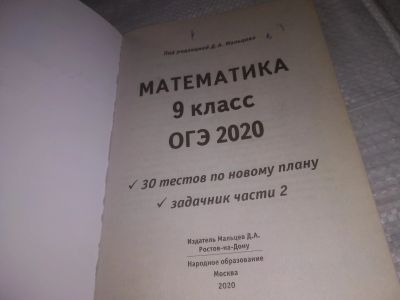 Под редакцией Д. А. Мальцева
МАТЕМАТИКА
9 класс
ОГЭ 2020
✓ 30 тестов по новому плану
✓ задачник части 2
Издатель Мальцев Д.А.
Ростов-на-Дону
Народное образование
Москва
2020